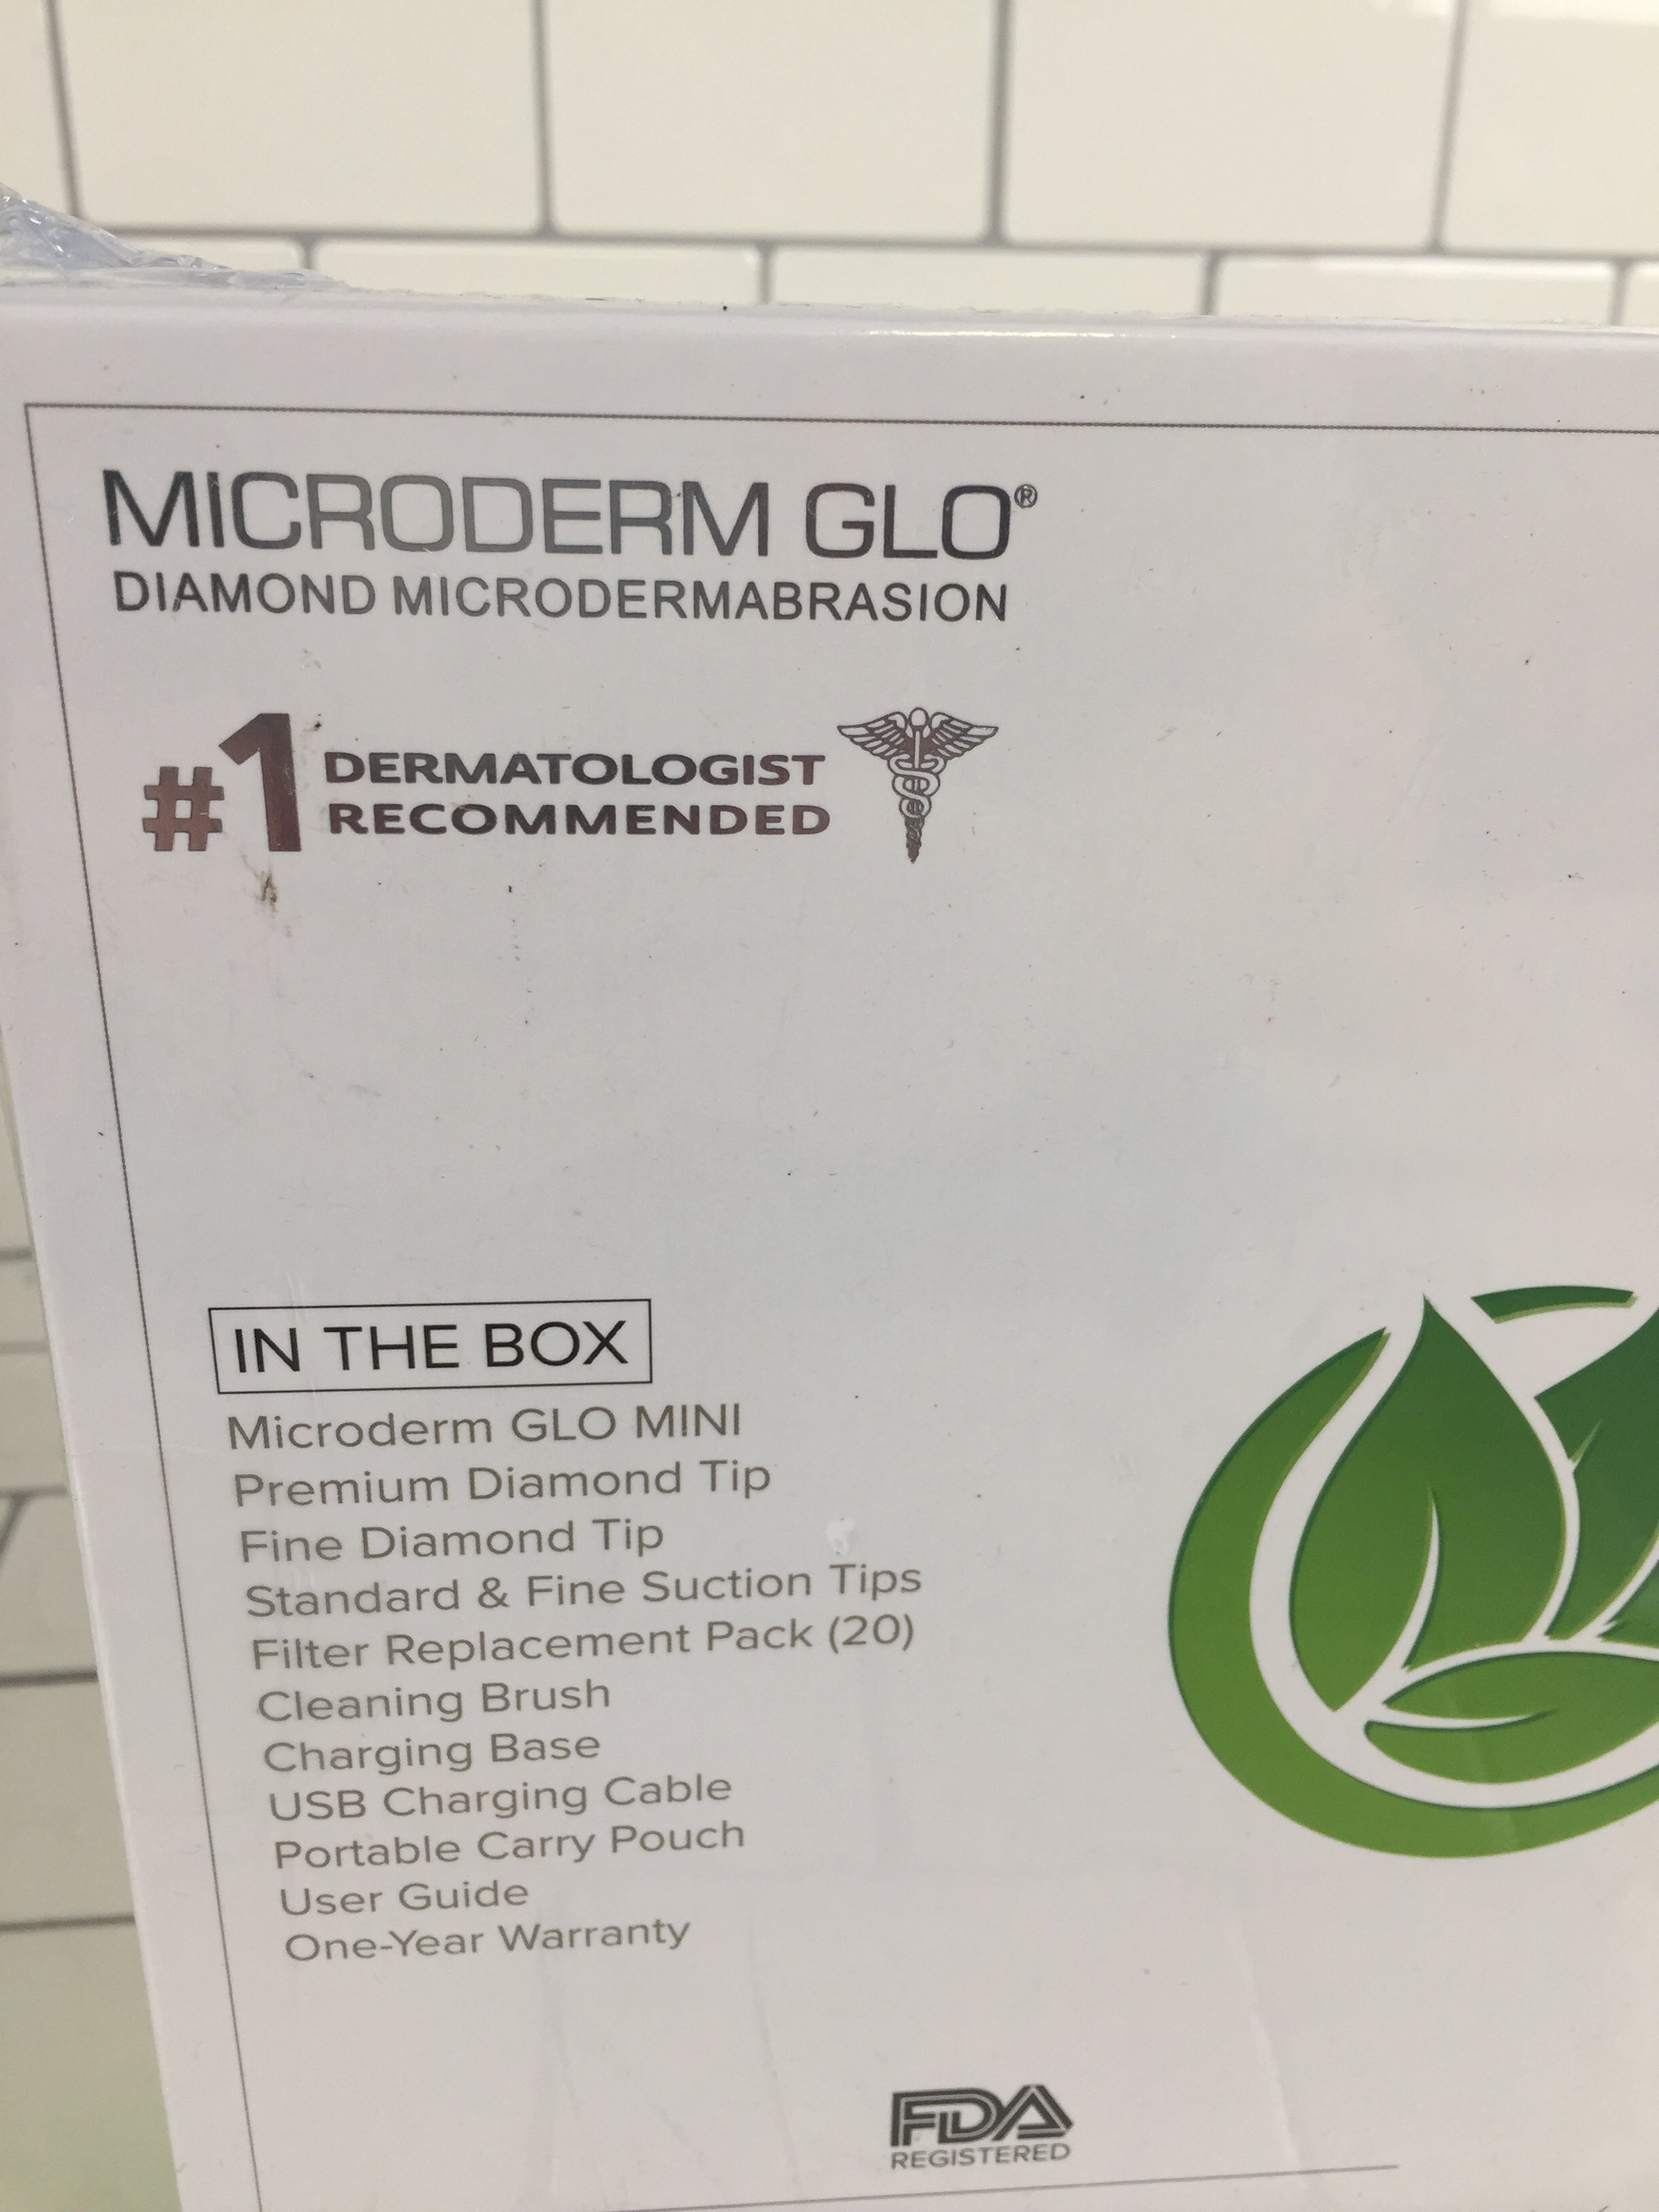 MICRODERM GLO®
DIAMOND MICRODERMABRASION
#1 DERMATOLOGIST
RECOMMENDED
IN THE BOX
Microderm GLO MINI
Premium Diamond Tip
Fine Diamond Tip
Standard & Fine Suction Tips
Filter Replacement Pack (20)
Cleaning Brush
Charging Base
USB Charging Cable
Portable Carry Pouch
User Guide
One-Year Warranty
FDA
REGISTERED